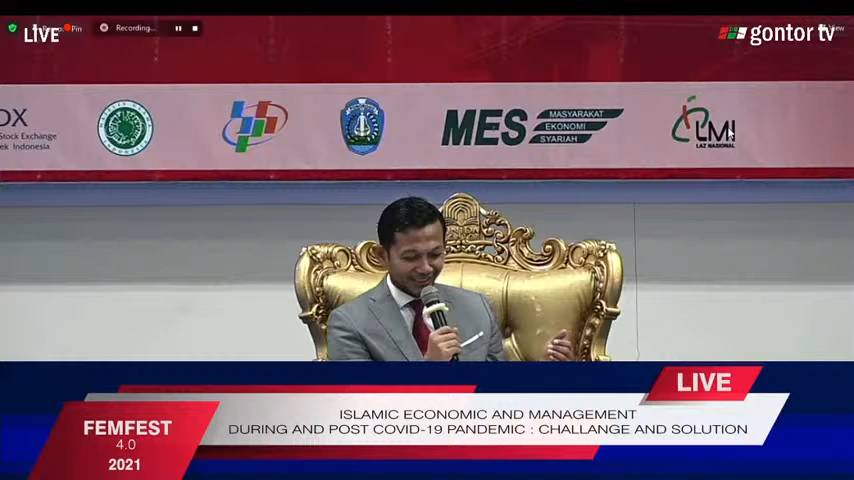 LIVE
Recording...
View
gontor tv
DX
Stock Exchange
ek Indonesia
MES
MASYARAKAT
EKONOMI
SYARIAH
LMI
LAZ NASIONAL
LIVE
FEMFEST
4.0
2021
ISLAMIC ECONOMIC AND MANAGEMENT
DURING AND POST COVID-19 PANDEMIC : CHALLANGE AND SOLUTION